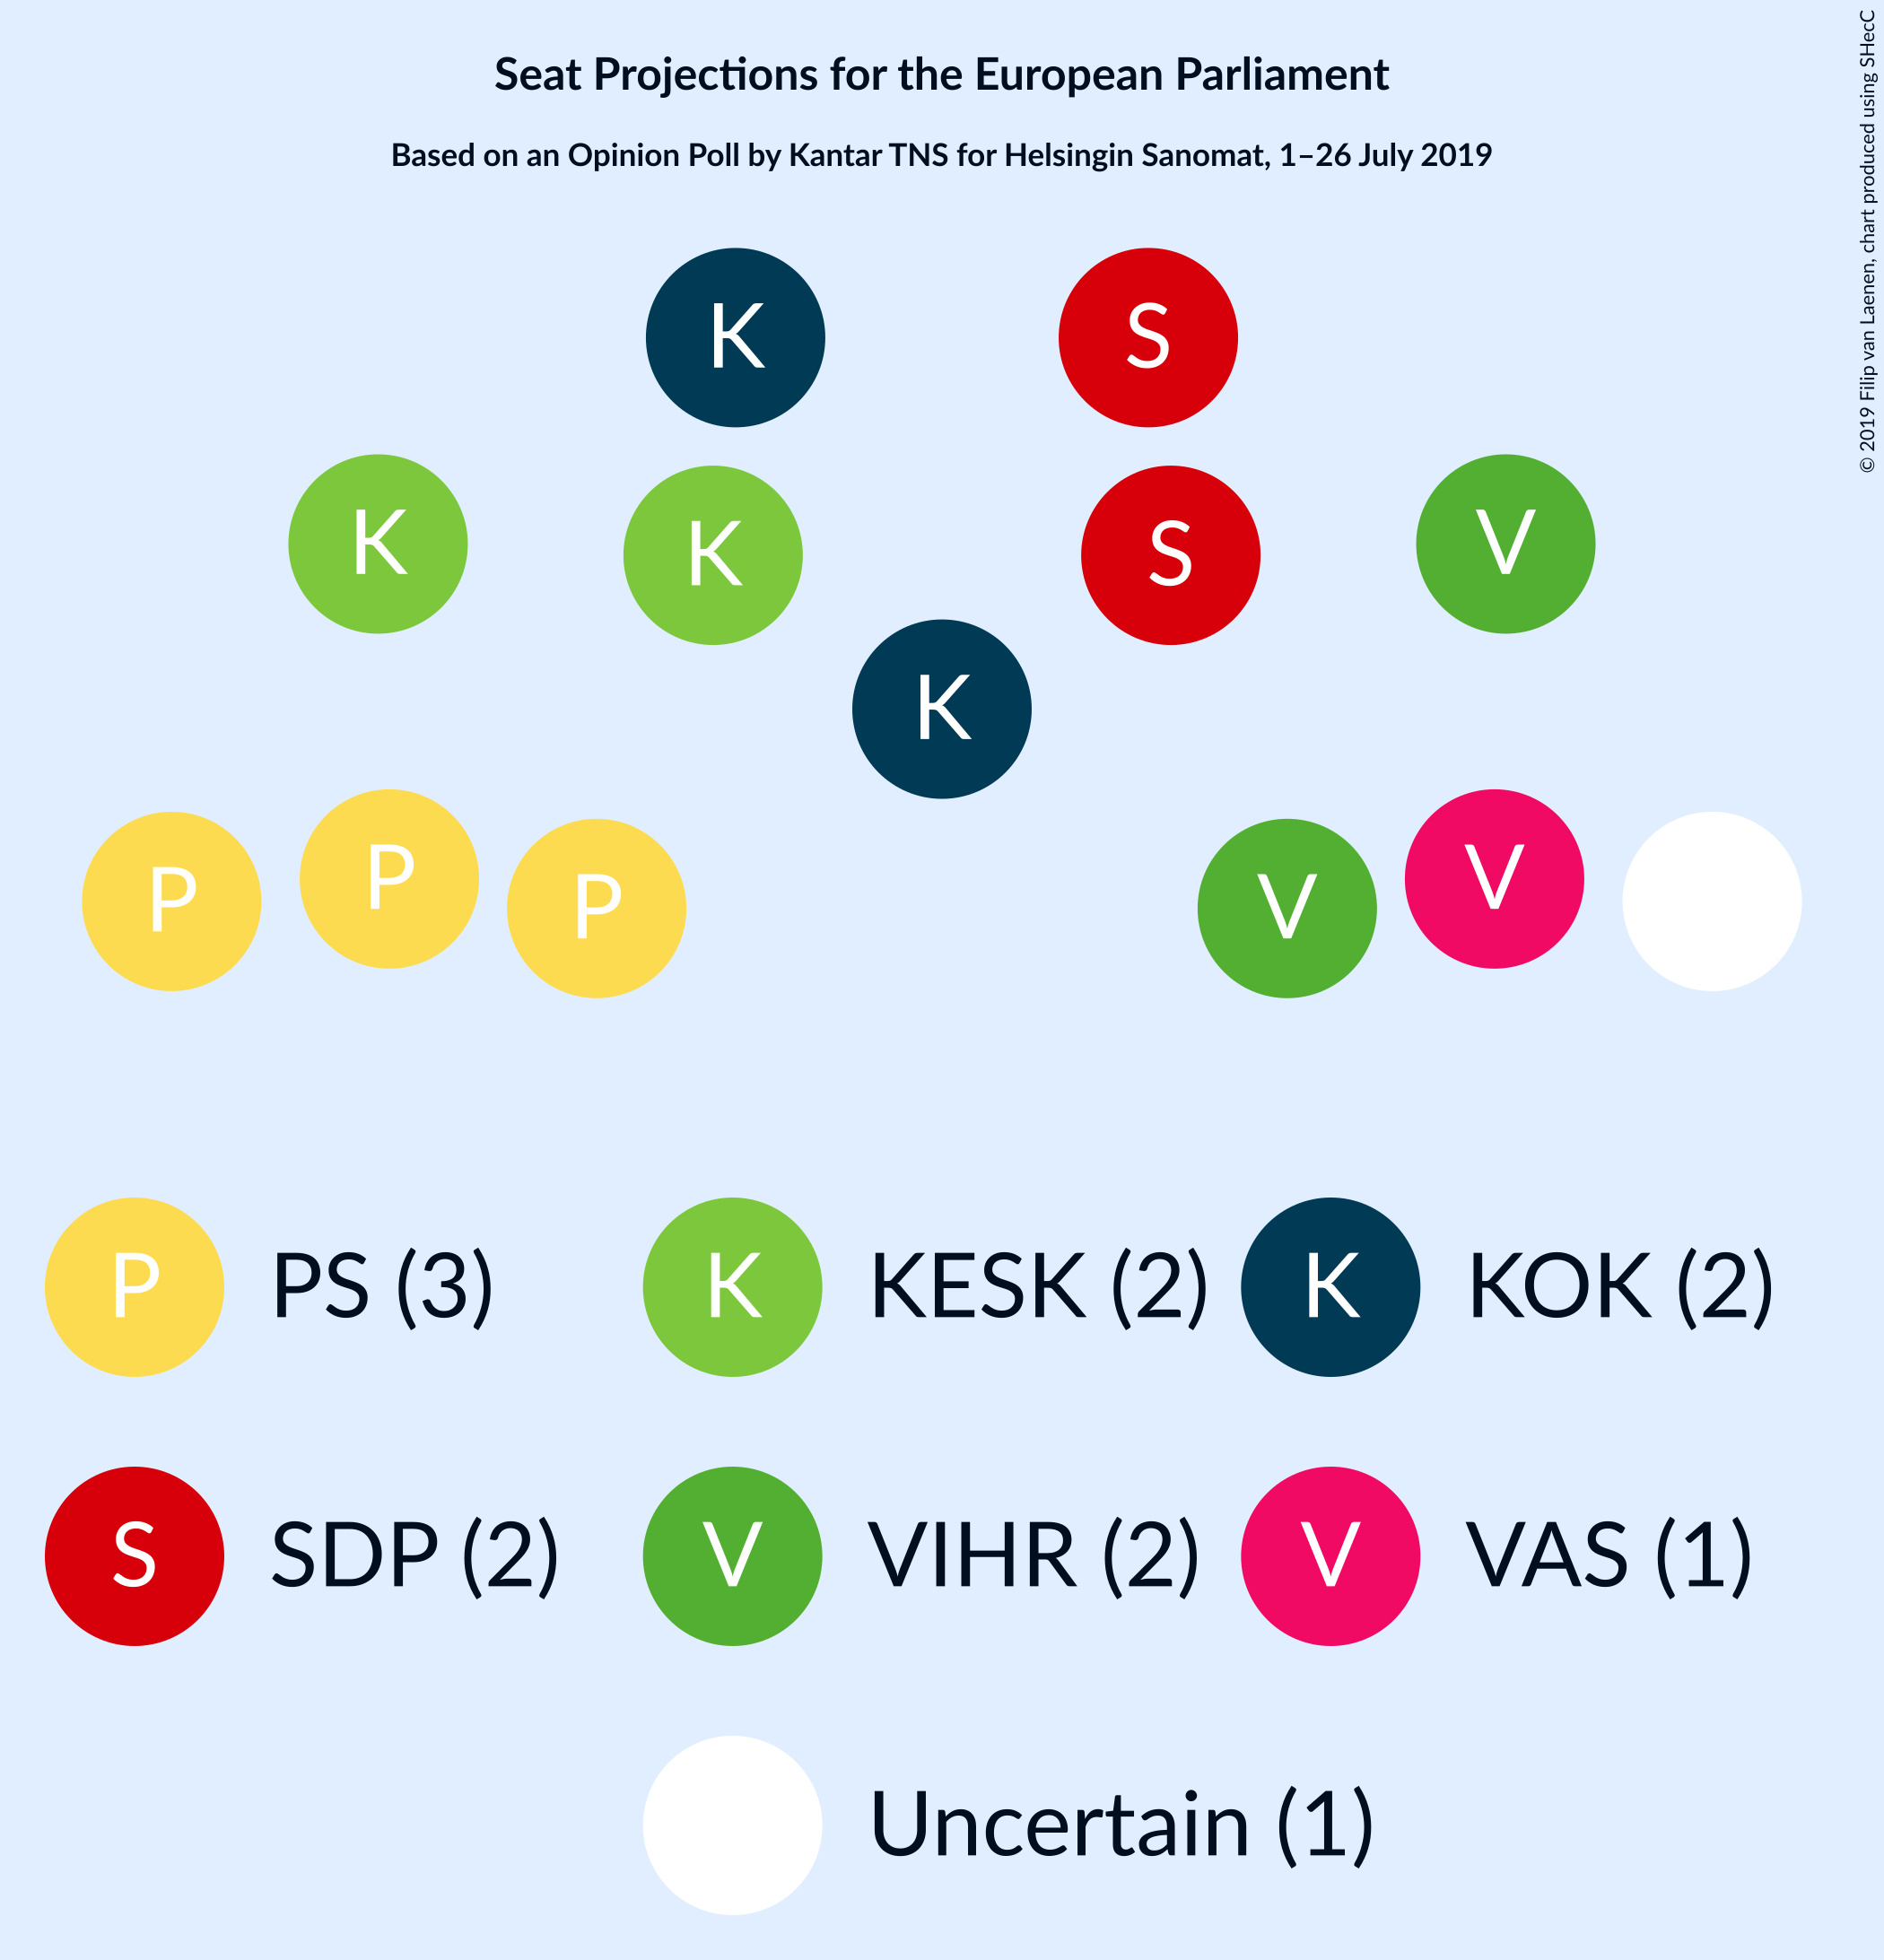 Seat Projections for the European Parliament
Based on an Opinion Poll by Kantar TNS for Helsingin Sanomat, 1–26 July 2019
© 2019 Filip van Laenen, chart produced using SHecC
K S
K K S V
K
P P P V V
P PS (3) K KESK (2) K KOK (2)
S SDP (2) V VIHR (2) V VAS (1)
Uncertain (1)